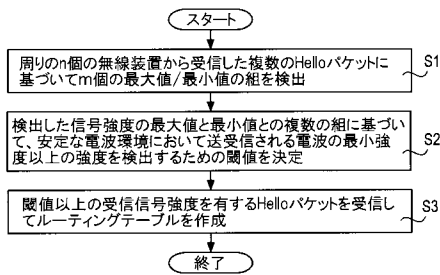 スタート
周りのn個の無線装置から受信した複数のHelloパケットに
基づいてm個の最大値/最小値の組を検出
S1
検出した信号強度の最大値と最小値との複数の組に基づい
て、安定な電波環境において送受信される電波の最小強
度以上の強度を検出するための閾値を決定
S2
閾値以上の受信信号強度を有するHelloパケットを受信し
てルーティングテーブルを作成
S3
終了